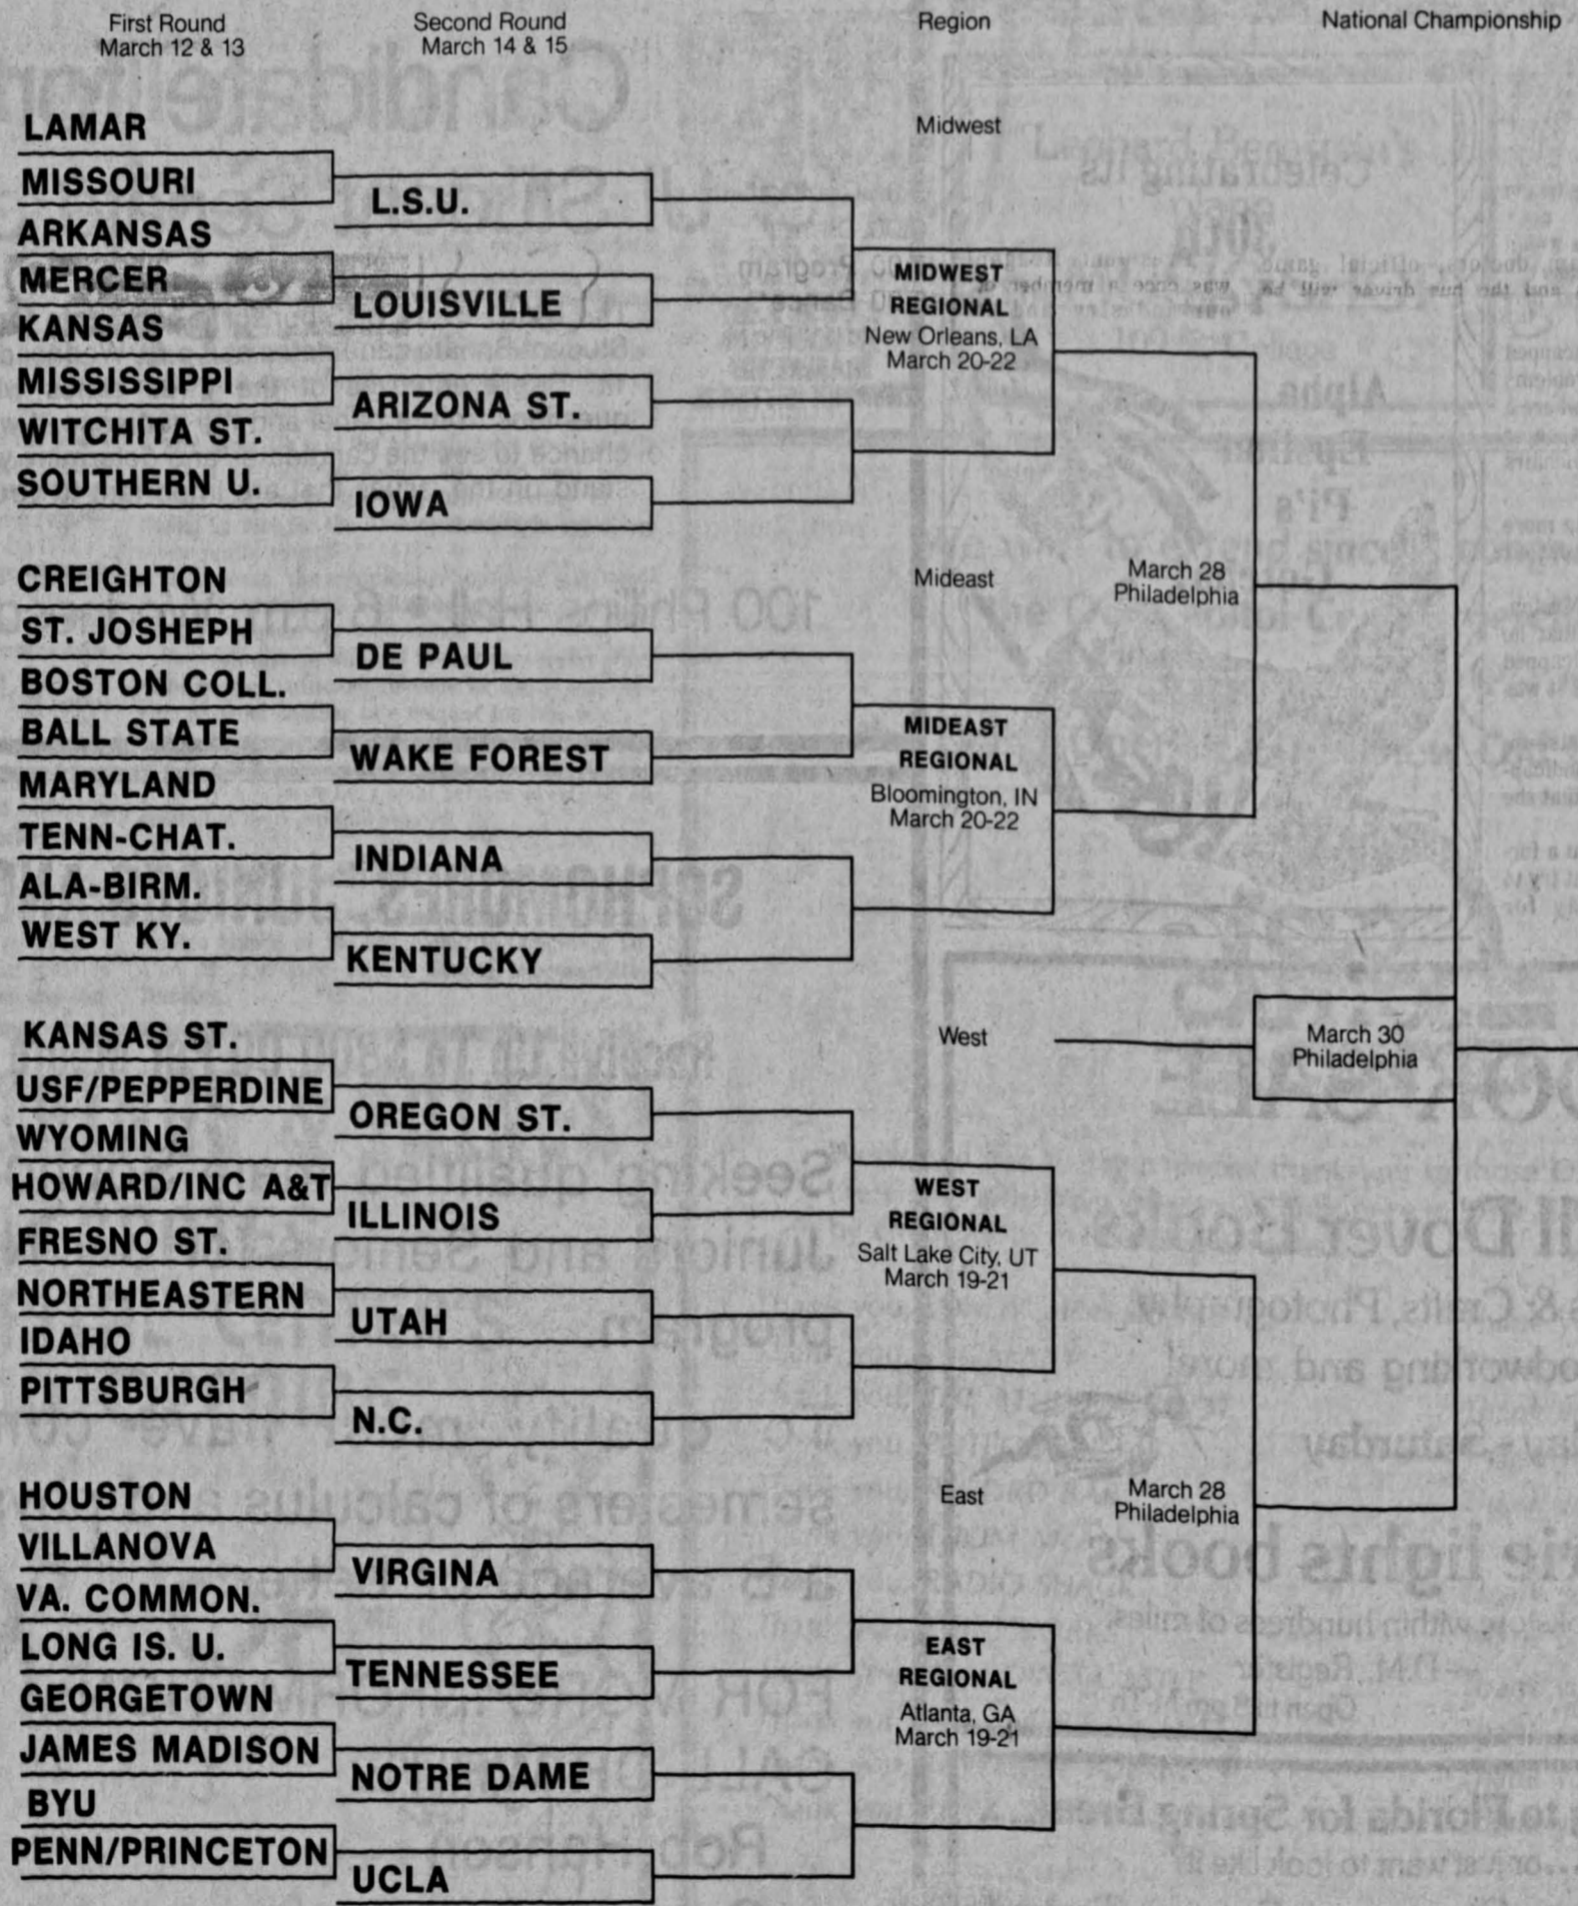 First Round
March 12 & 13
Second Round
March 14 & 15
Region
National Championship
Midwest
LAMAR
MISSOURI
L.S.U.
ARKANSAS
MERCER
LOUISVILLE
KANSAS
MISSISSIPPI
ARIZONA ST.
WITCHITA ST.
SOUTHERN U.
IOWA
MIDWEST
REGIONAL
New Orleans, LA
March 20-22
Mideast
March 28
Philadelphia
CREIGHTON
ST. JOSHEPH
DE PAUL
BOSTON COLL.
BALL STATE
WAKE FOREST
MARYLAND
TENN-CHAT.
INDIANA
ALA-BIRM.
WEST KY.
KENTUCKY
MIDEAST
REGIONAL
Bloomington, IN
March 20-22
West
March 30
Philadelphia
KANSAS ST.
USF/PEPPERDINE
OREGON ST.
WYOMING
HOWARD/INC A&T
ILLINOIS
FRESNO ST.
NORTHEASTERN
UTAH
IDAHO
PITTSBURGH
N.C.
WEST
REGIONAL
Salt Lake City, UT
March 19-21
East
March 28
Philadelphia
HOUSTON
VILLANOVA
VIRGINA
VA. COMMON.
LONG IS. U.
TENNESSEE
GEORGETOWN
JAMES MADISON
NOTRE DAME
BYU
PENN/PRINCETON
UCLA
EAST
REGIONAL
Atlanta, GA
March 19-21